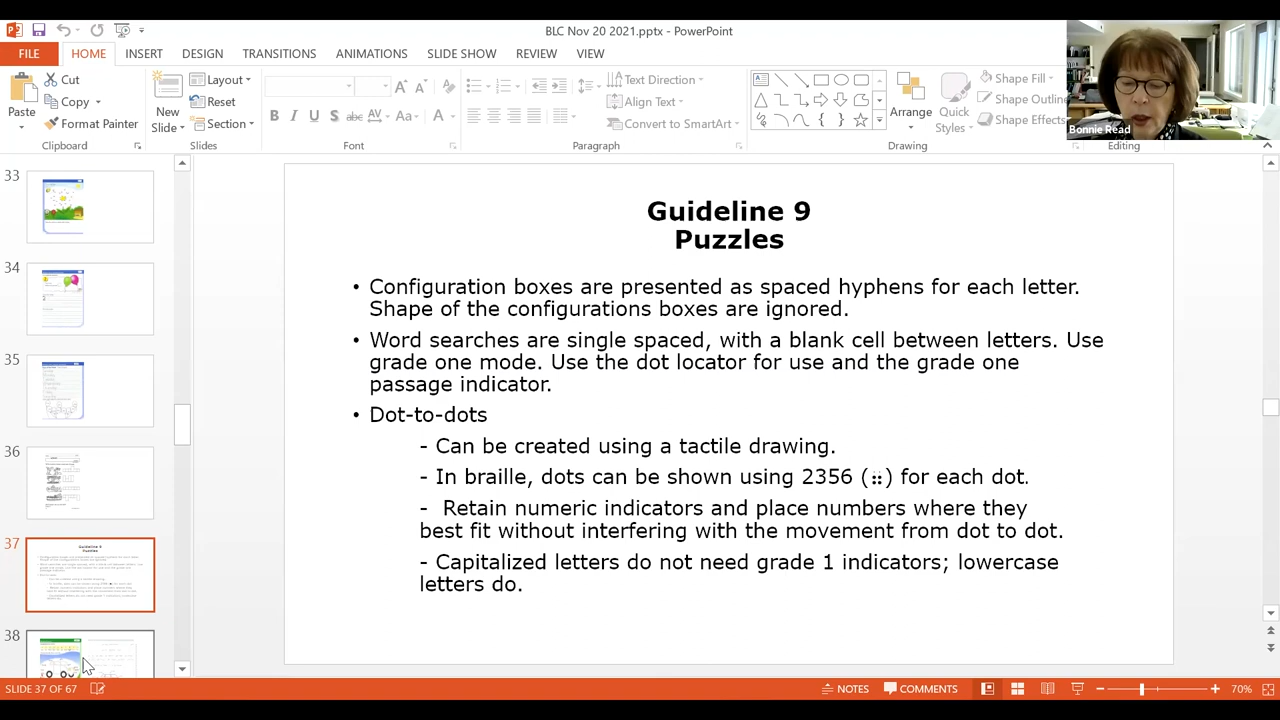 BLC Nov 20 2021.pptx - PowerPoint
FILE HOME INSERT DESIGN TRANSITIONS ANIMATIONS SLIDE SHOW REVIEW VIEW
Paste
Cut
Copy
Format Painter
Clipboard
New Slide
Layout
Reset
Section
Slides
B I U S abc AV Aa A
Font
Text Direction
Align Text
Convert to SmartArt
Paragraph
Arrange
Quick Styles
Shape Fill
Shape Outline
Shape Effects
Drawing
Editing
Bonnie Read
33
34
35
36
37
38
Guideline 9
Puzzles
• Configuration boxes are presented as spaced hyphens for each letter.
Shape of the configurations boxes are ignored.
• Word searches are single spaced, with a blank cell between letters. Use
grade one mode. Use the dot locator for use and the grade one
passage indicator.
• Dot-to-dots
- Can be created using a tactile drawing.
- In braille, dots can be shown using 2356 (⠶) for each dot.
- Retain numeric indicators and place numbers where they
best fit without interfering with the movement from dot to dot.
- Capitalized letters do not need grade 1 indicators; lowercase
letters do.
SLIDE 37 OF 67
NOTES
COMMENTS
70%